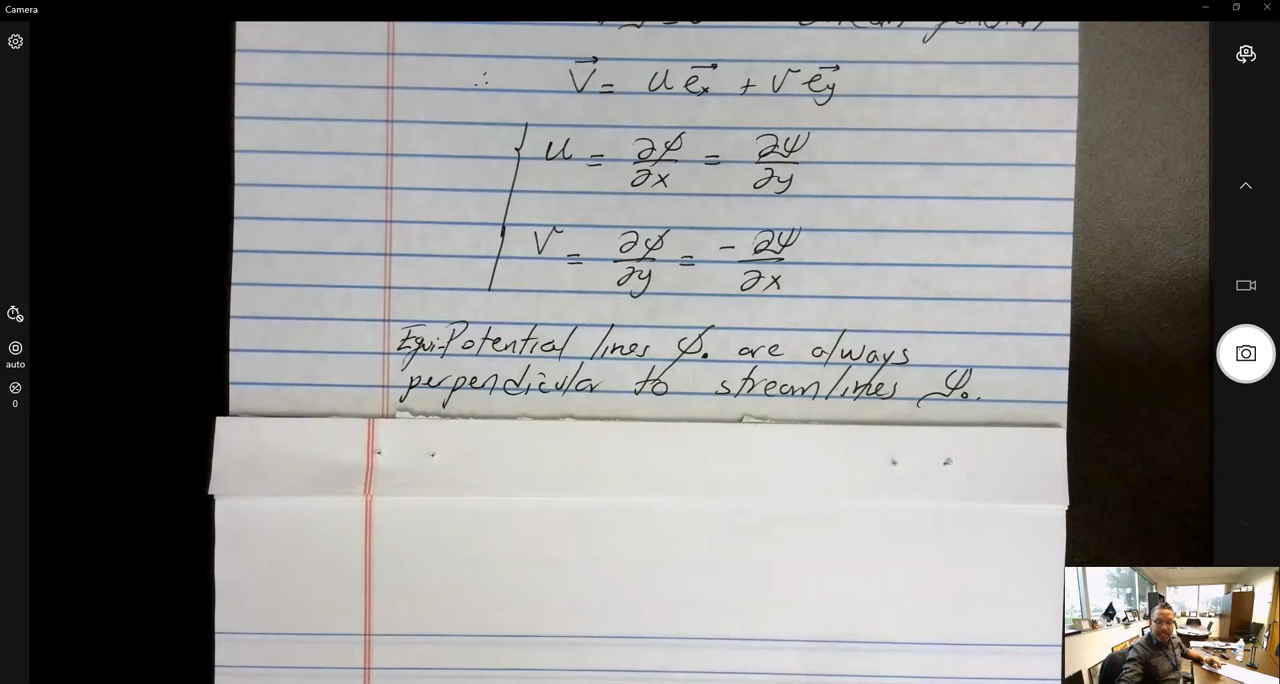 Camera
∴ V⃗ = u e⃗x + v e⃗y
u = ∂φ/∂x = ∂ψ/∂y
v = ∂φ/∂y = -∂ψ/∂x
Equi-Potential lines φ. are always
perpendicular to streamlines ψ.
auto
0